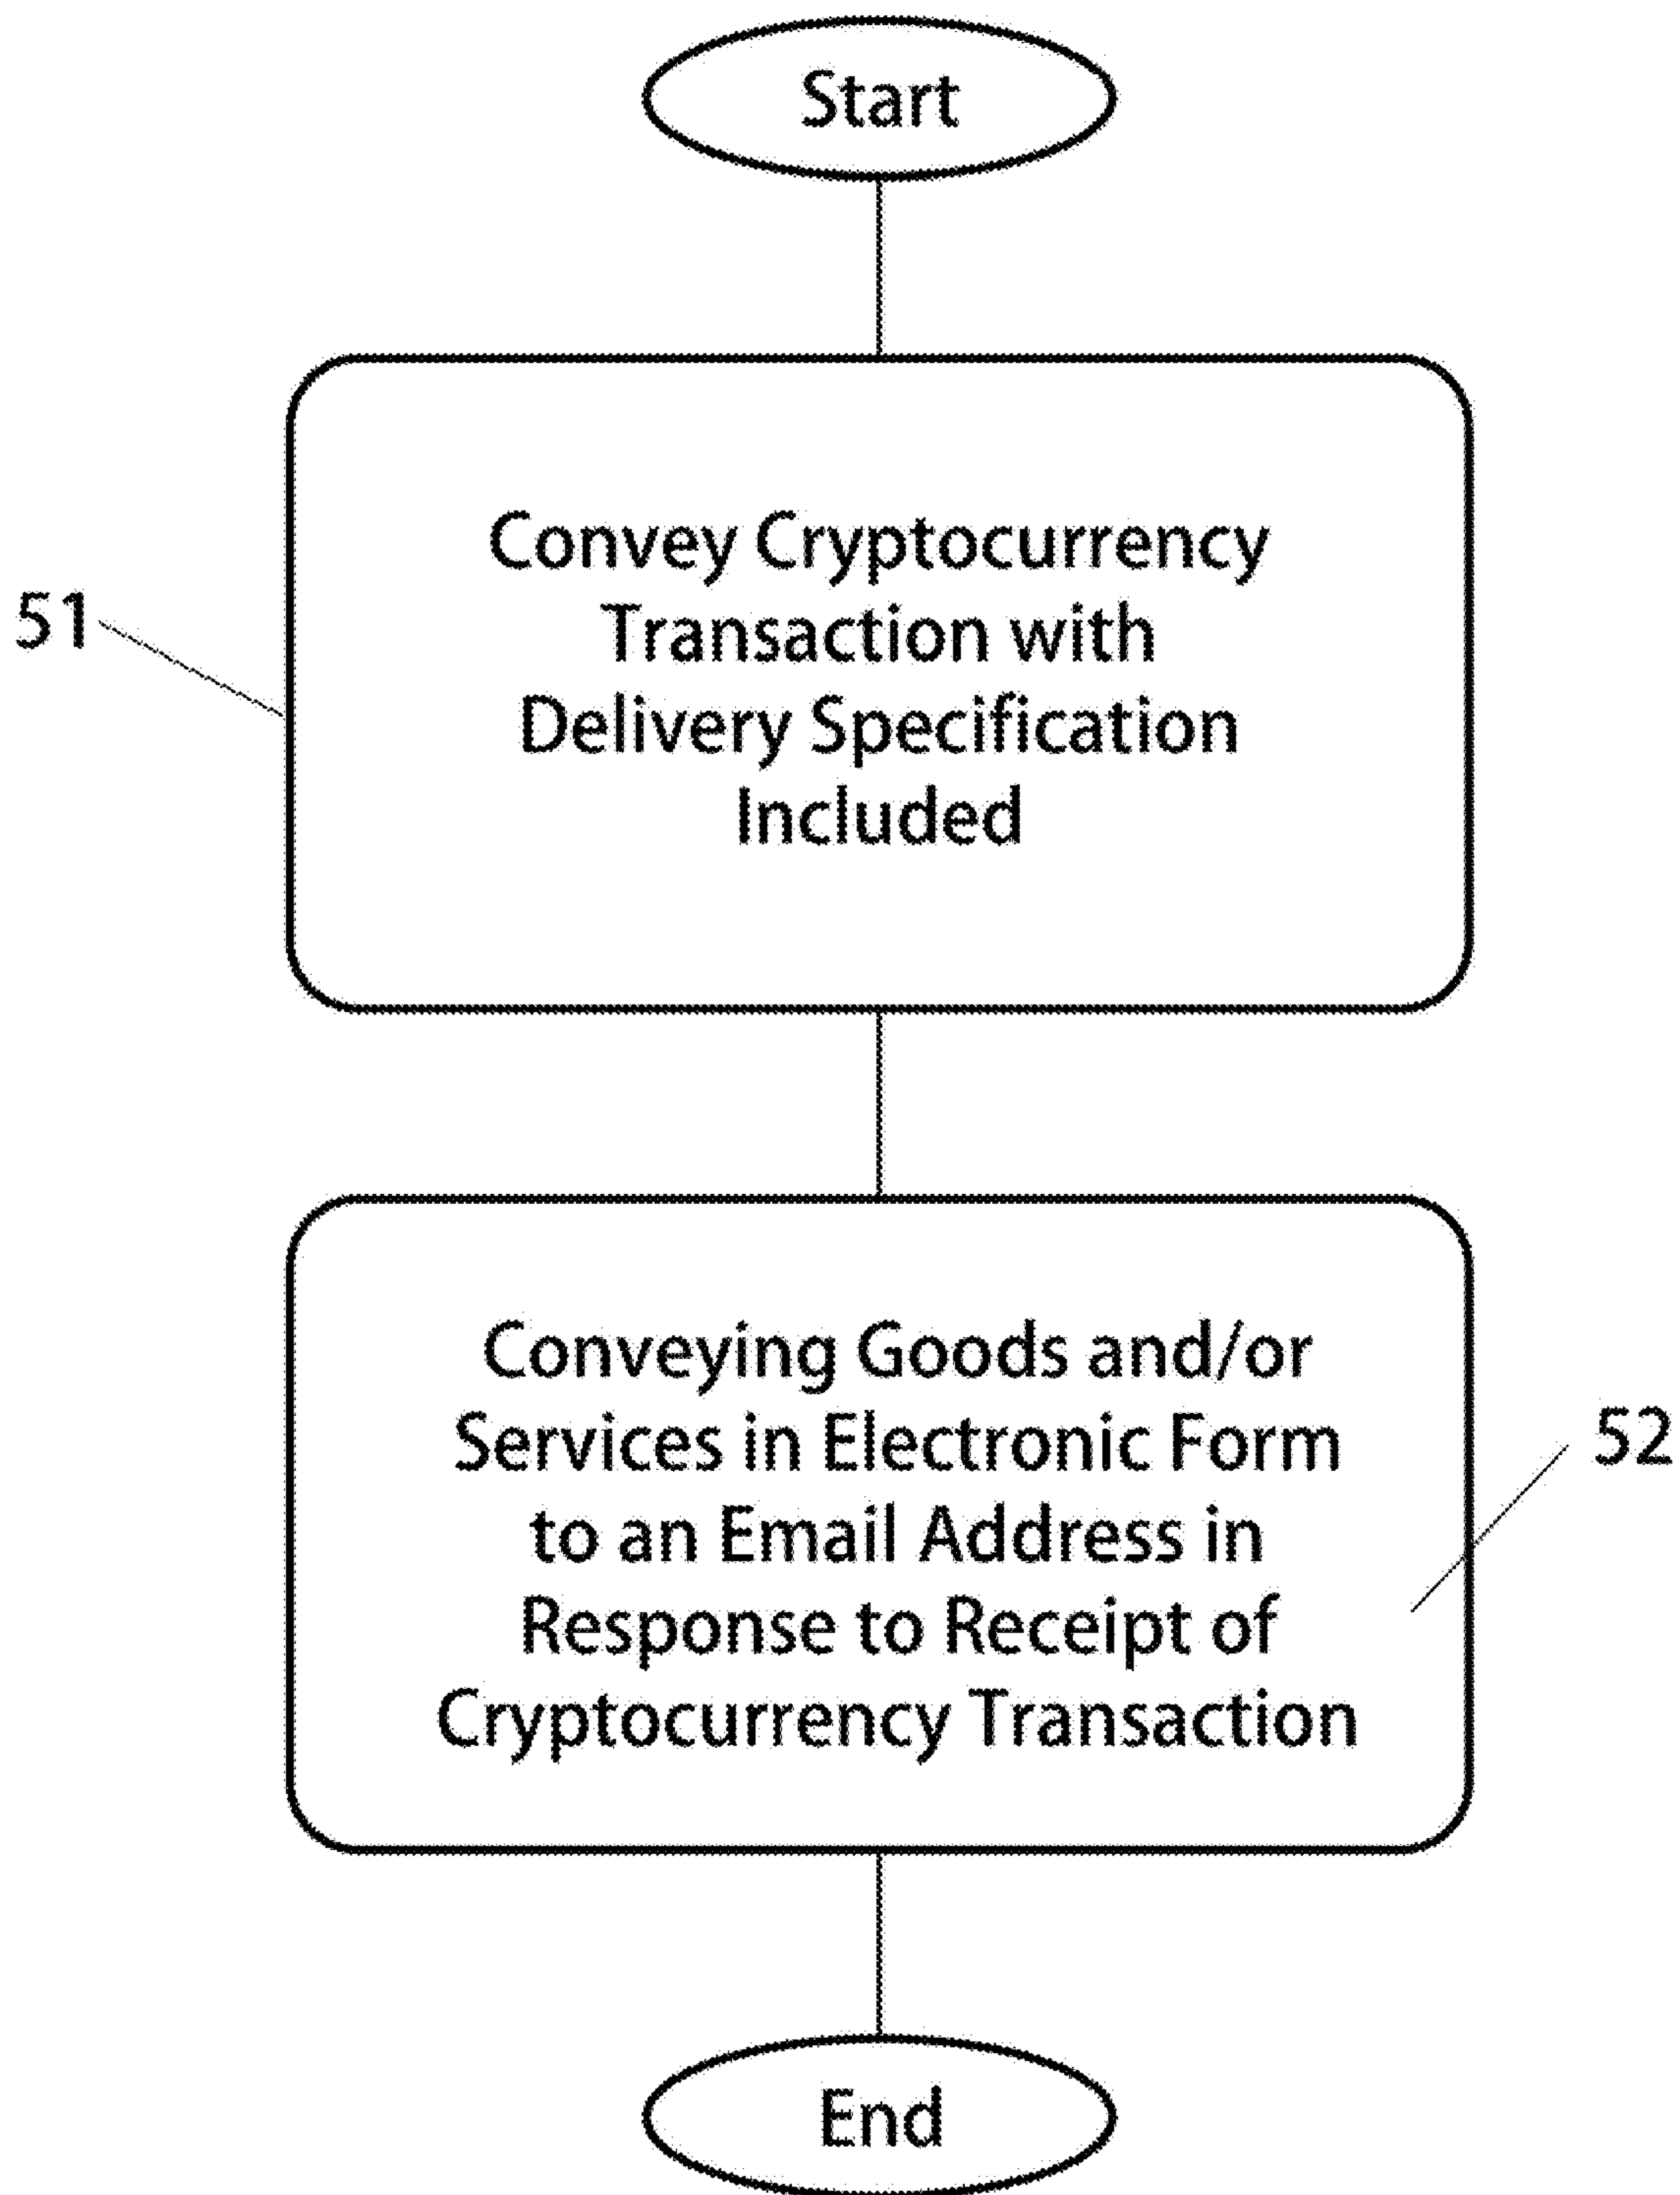 Start
Convey Cryptocurrency
Transaction with
Delivery Specification
Included
51
Conveying Goods and/or
Services in Electronic Form
to an Email Address in
Response to Receipt of
Cryptocurrency Transaction
52
End